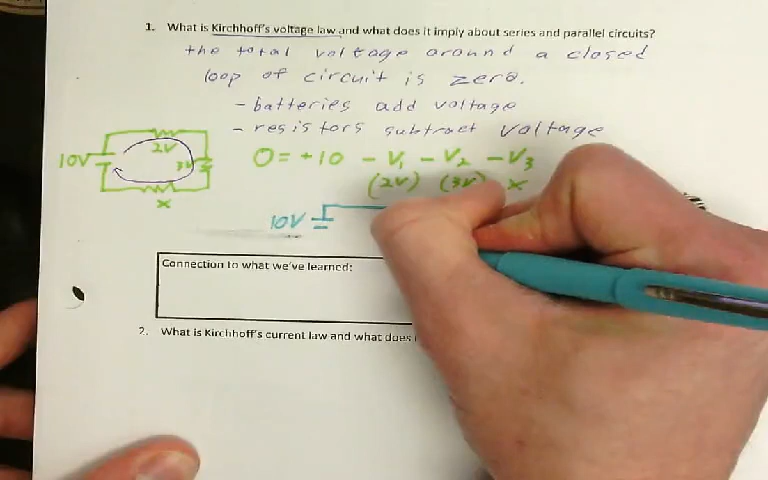 1. What is Kirchhoff's voltage law and what does it imply about series and parallel circuits?
the total voltage around a closed
loop of circuit is zero.
- batteries add voltage
- resistors subtract voltage
10V 2V 3V x
0 = +10 - V1 - V2 - V3
(2V) (3V) x
10V
Connection to what we've learned:
2. What is Kirchhoff's current law and what does